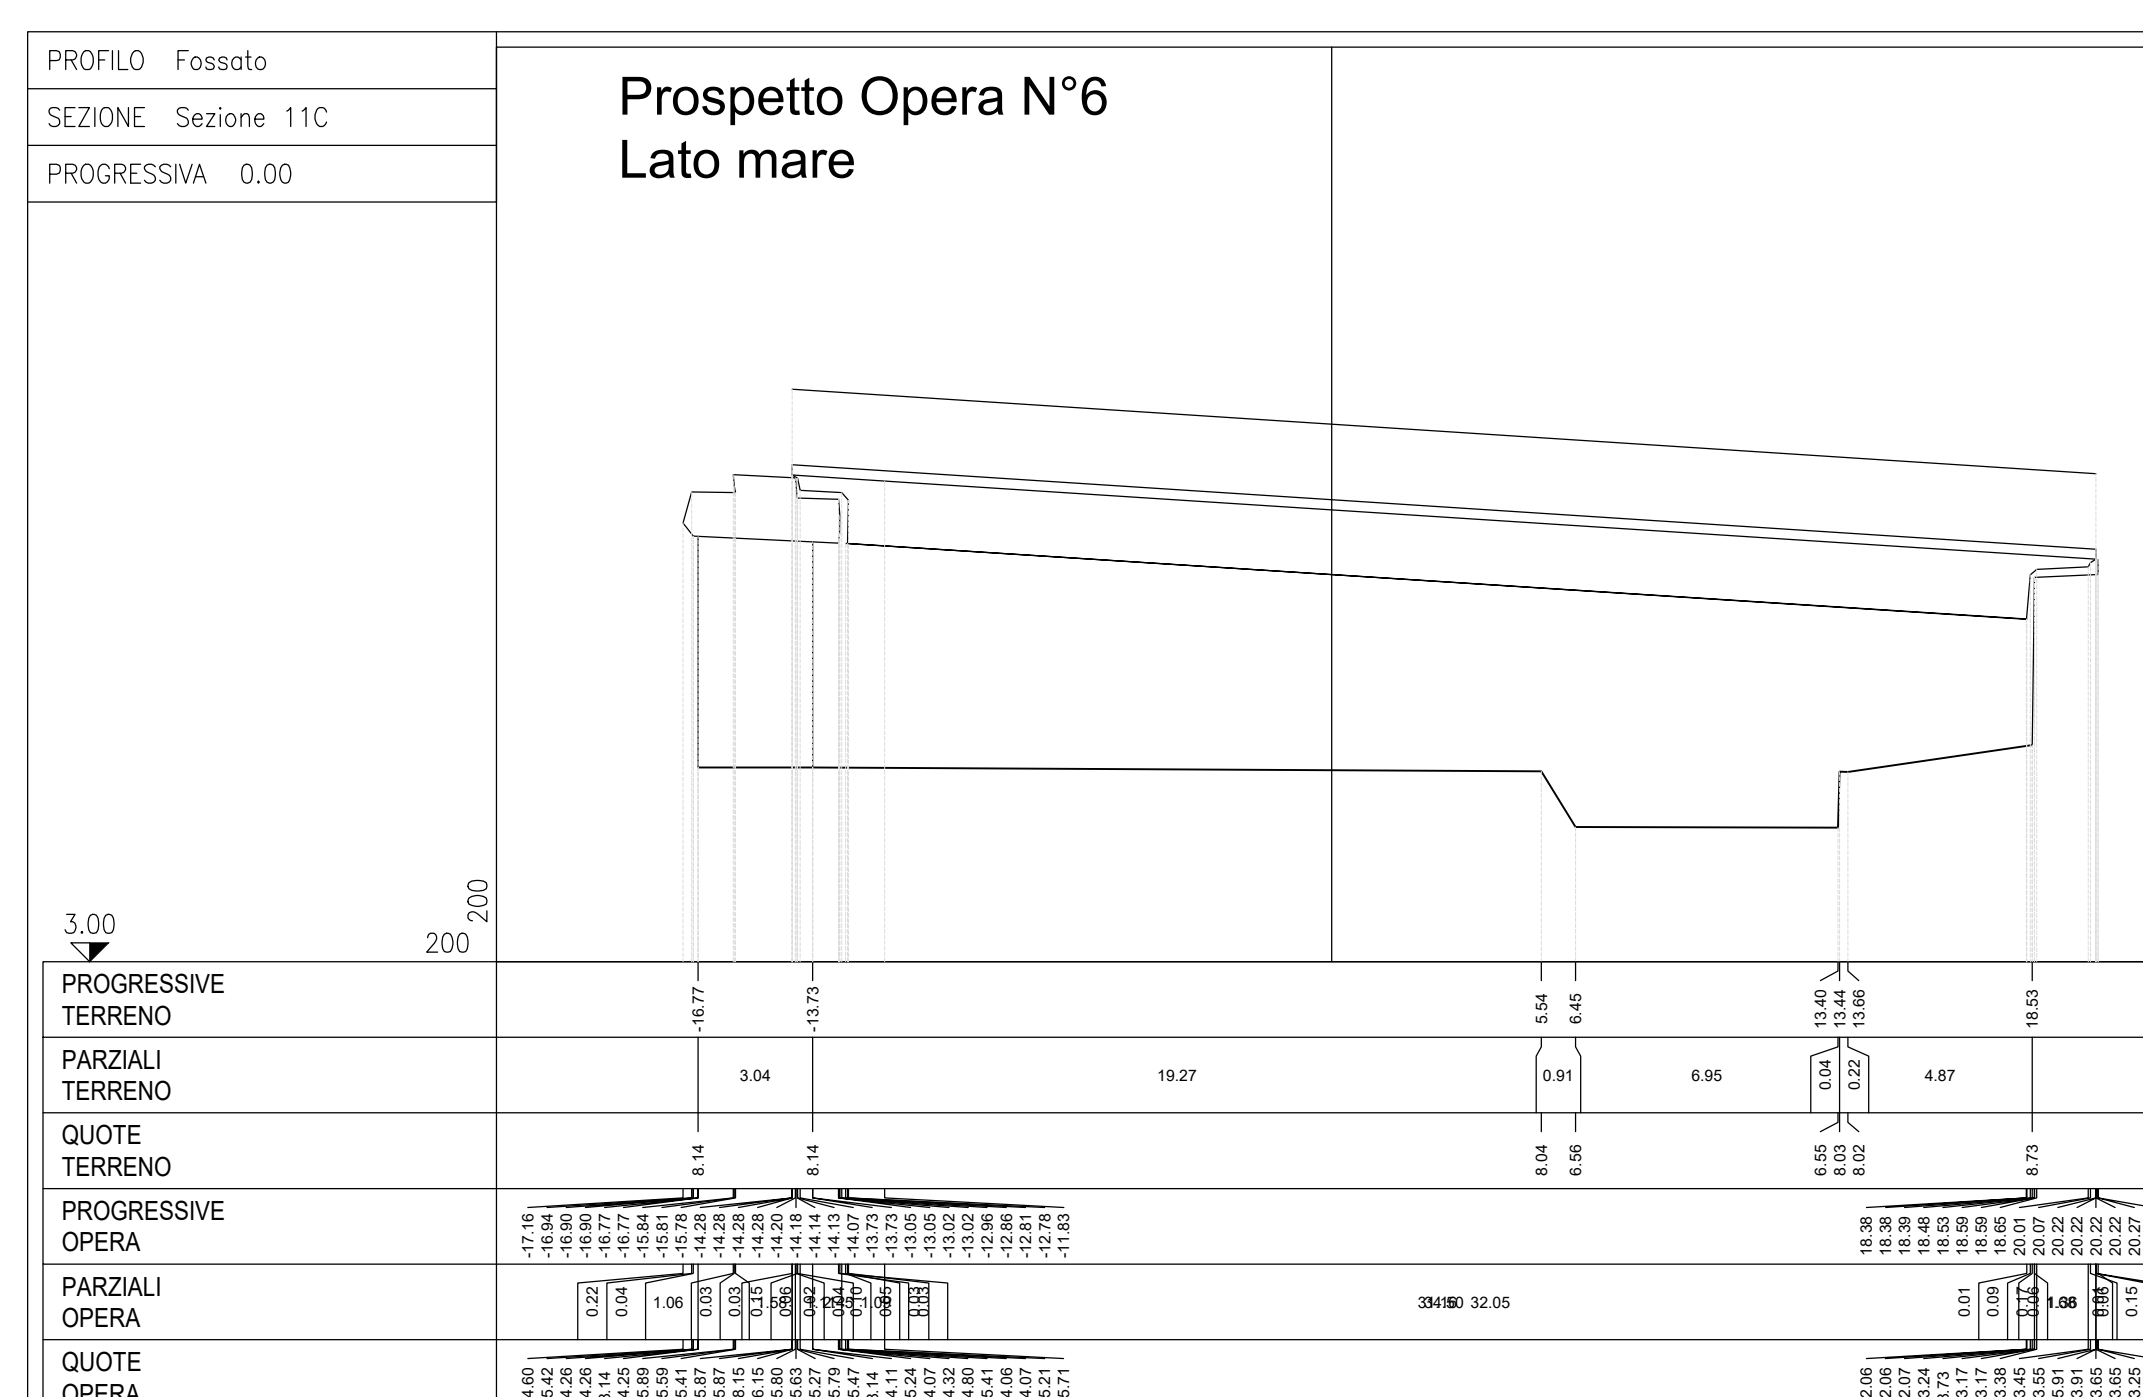 PROFILO Fossato
SEZIONE Sezione 11C
PROGRESSIVA 0.00
Prospetto Opera N°6
Lato mare
3.00
200
200
PROGRESSIVE
TERRENO
-16.77 -13.73 5.54 6.45 13.40 13.44 13.66 18.53
PARZIALI
TERRENO
3.04 19.27 0.91 6.95 0.04 0.22 4.87
QUOTE
TERRENO
8.14 8.14 8.04 6.56 6.55 8.03 8.02 8.73
PROGRESSIVE
OPERA
-17.16 -16.94 -16.90 -16.90 -16.77 -16.77 -15.84 -15.81 -15.78 -14.28 -14.28 -14.28 -14.28 -14.20 -14.18 -14.14 -14.13 -14.07 -13.73 -13.73 -13.05 -13.05 -13.02 -13.02 -12.96 -12.86 -12.81 -12.78 -11.83 18.38 18.38 18.39 18.48 18.53 18.59 18.59 18.65 20.01 20.07 20.22 20.22 20.22 20.22 20.27
PARZIALI
OPERA
0.22 0.04 1.06 0.03 0.03 0.15 32.05 0.01 0.09 0.15
QUOTE
OPERA